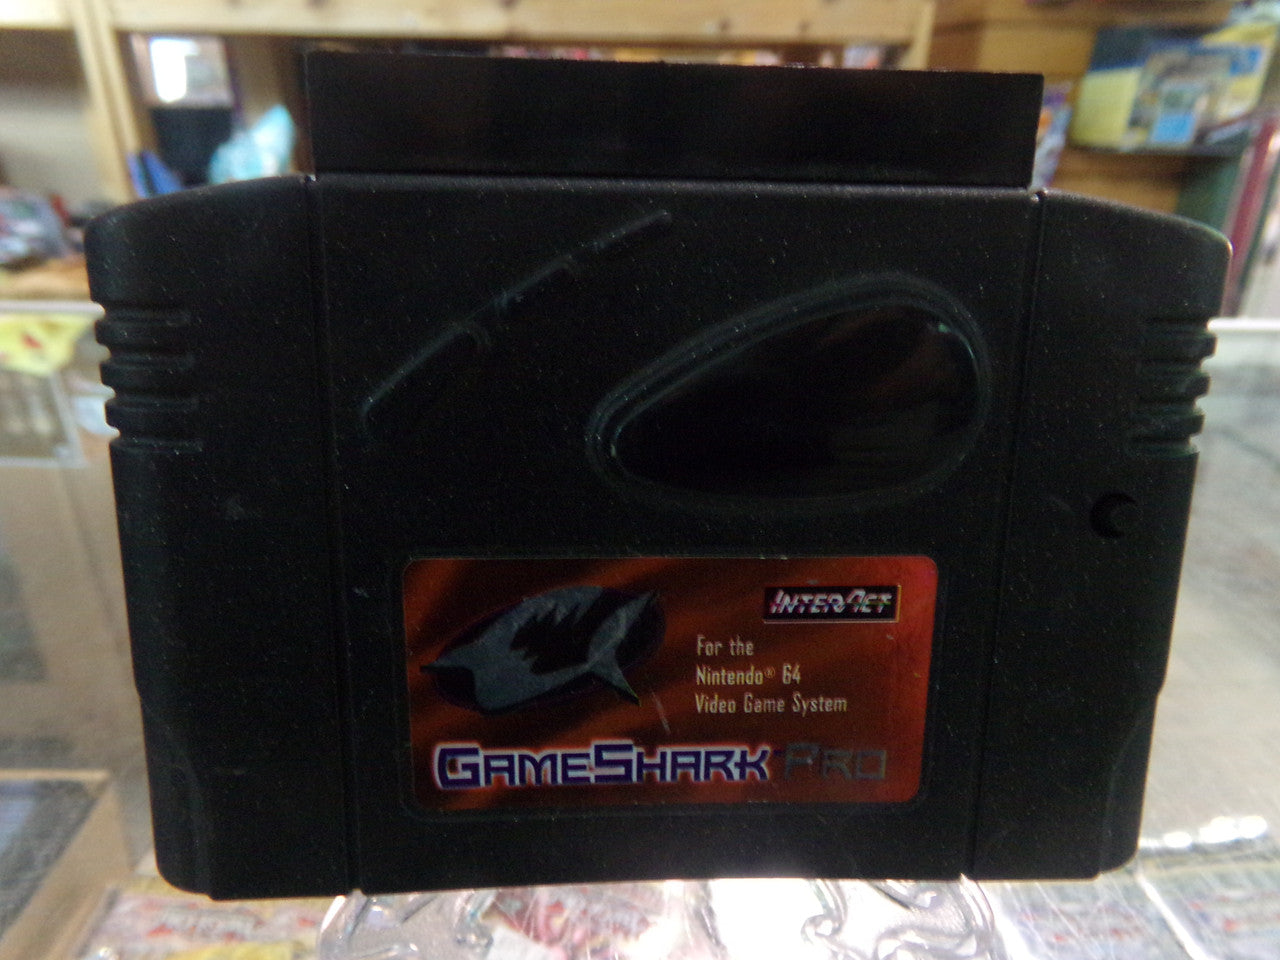 INTERACT
For the
Nintendo® 64
Video Game System
GAMESHARK PRO